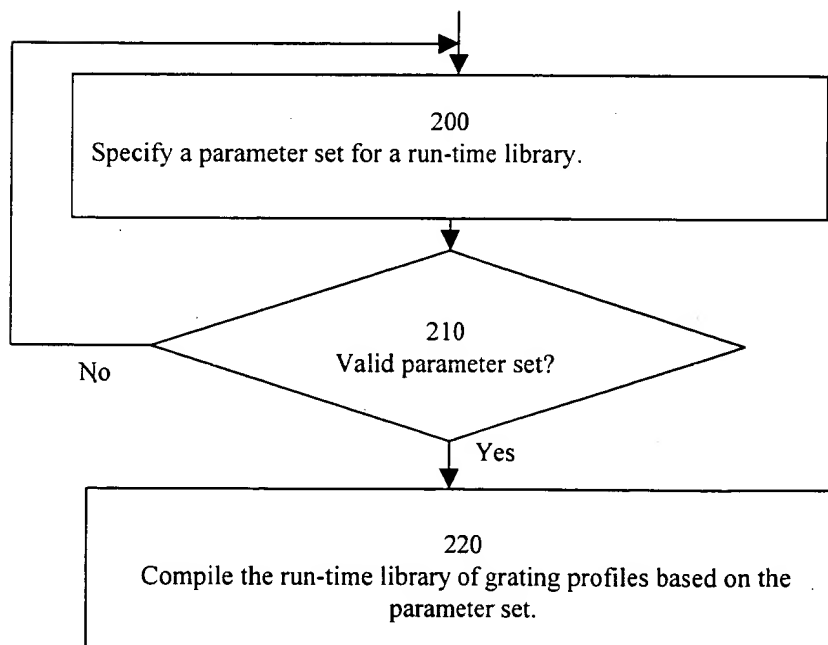 200
Specify a parameter set for a run-time library.
210
Valid parameter set?
No
Yes
220
Compile the run-time library of grating profiles based on the
parameter set.